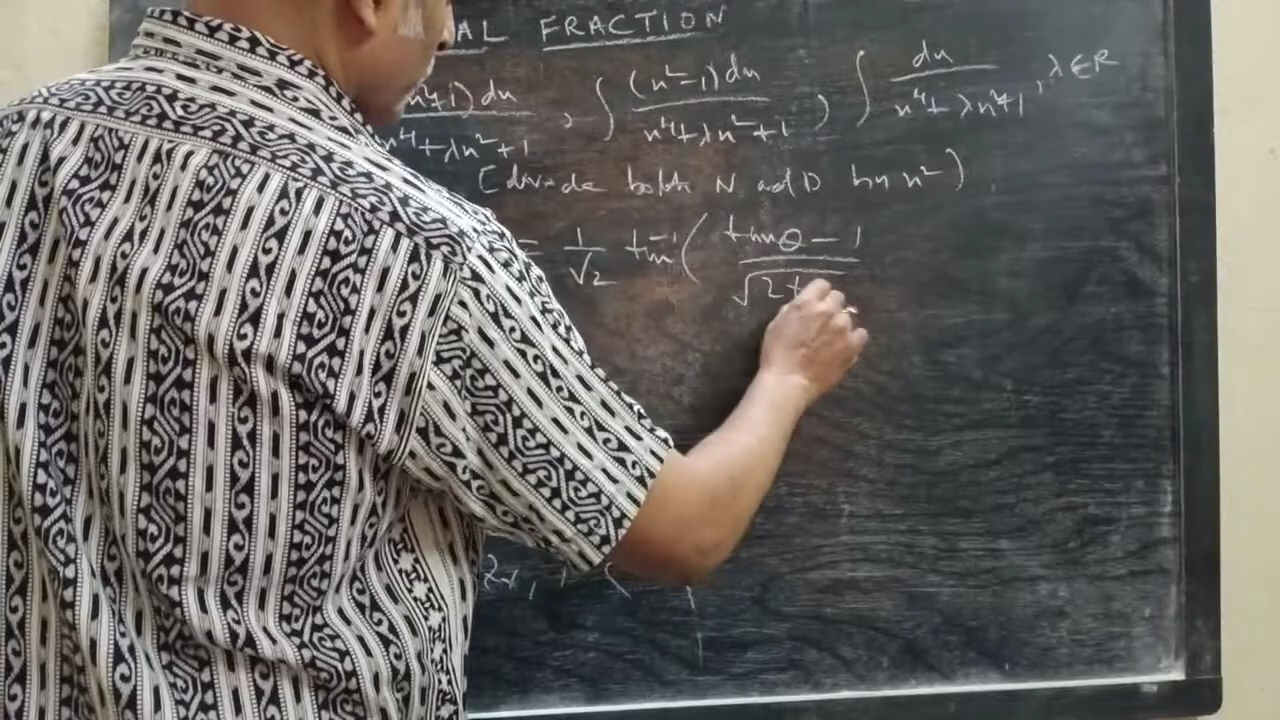 AL FRACTION
x²+1) dx / x⁴+λx²+1 , ∫ (x²-1) dx / x⁴+λx²+1 , ∫ dx / x⁴+λx²+1 , λ∈R
(divide both N and D by x²)
= 1/√2 tan⁻¹( tanθ - 1 / √2t